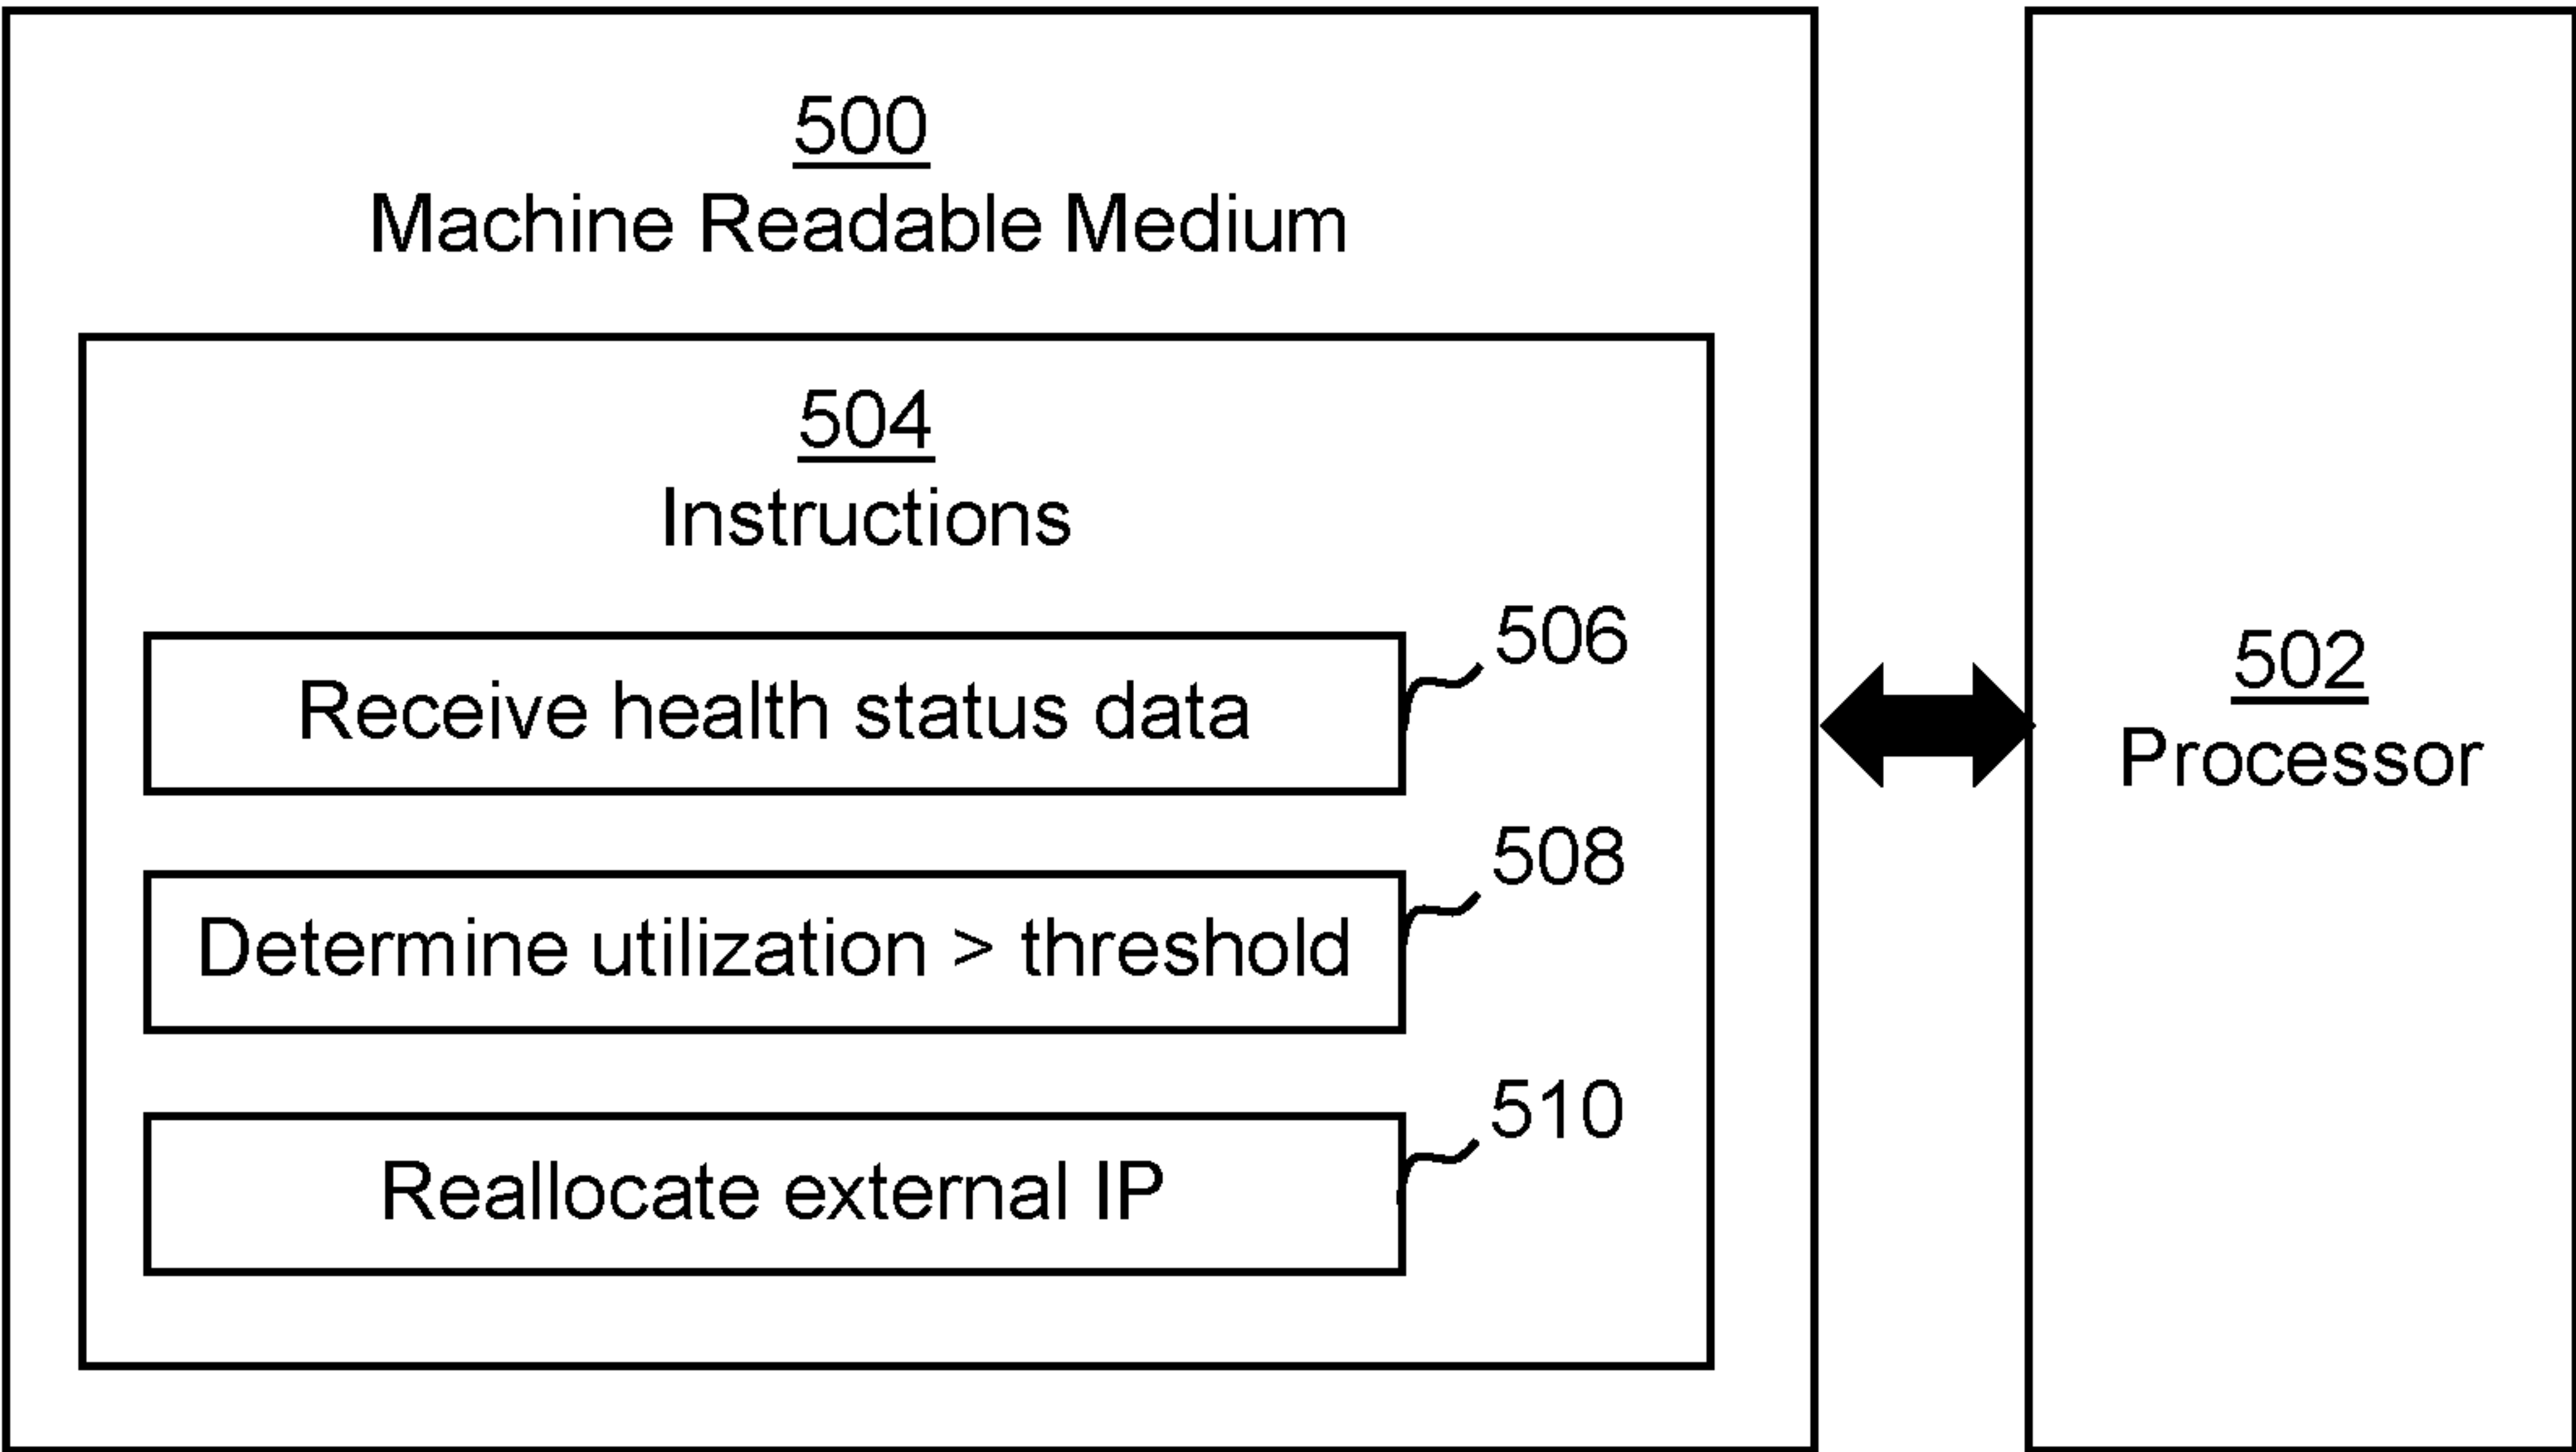 500
Machine Readable Medium
504
Instructions
506
Receive health status data
508
Determine utilization > threshold
510
Reallocate external IP
502
Processor